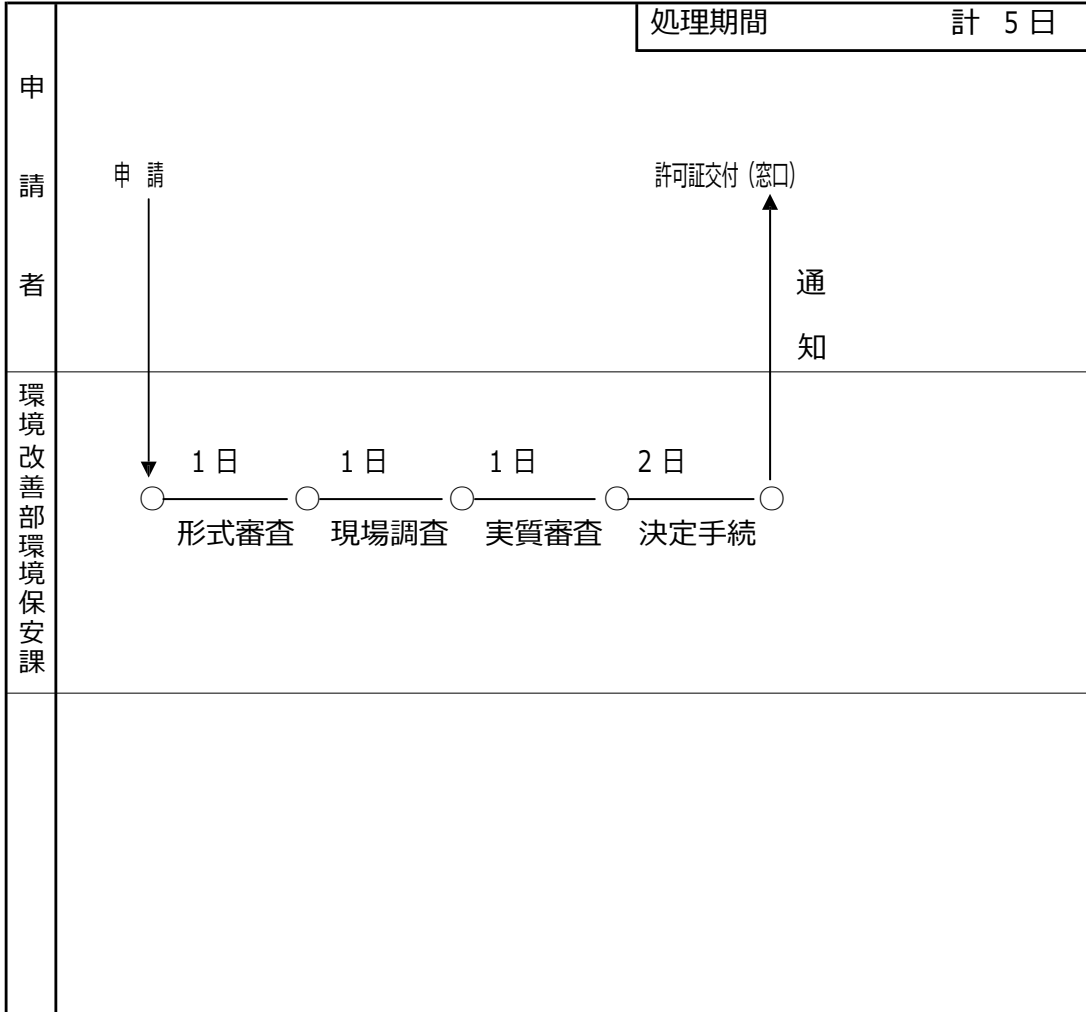 処理期間 計 5日
申請者
申 請
許可証交付（窓口）
通知
環境改善部環境保安課
1日 1日 1日 2日
形式審査 現場調査 実質審査 決定手続